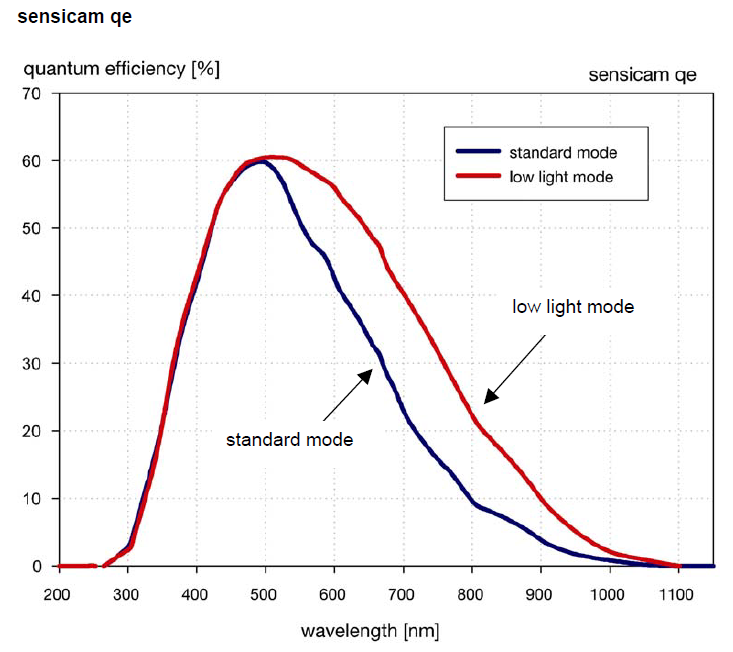 sensicam qe
quantum efficiency [%]
sensicam qe
70
60
50
40
30
20
10
0
standard mode
low light mode
low light mode
standard mode
200 300 400 500 600 700 800 900 1000 1100
wavelength [nm]